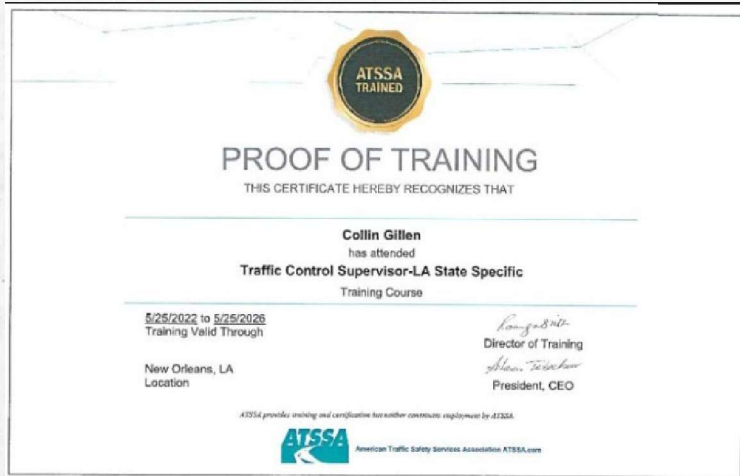 ATSSA
TRAINED
PROOF OF TRAINING
THIS CERTIFICATE HEREBY RECOGNIZES THAT
Collin Gillen
has attended
Traffic Control Supervisor-LA State Specific
Training Course
5/25/2022 to 5/25/2026
Training Valid Through
Director of Training
New Orleans, LA
Location
President, CEO
ATSSA provides training and certification but neither constitutes employment by ATSSA.
ATSSA
American Traffic Safety Services Association ATSSA.com